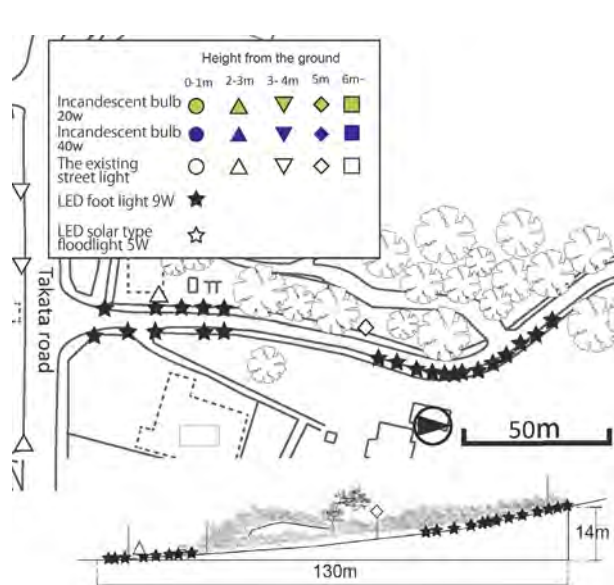 Height from the ground
0-1m 2-3m 3-4m 5m 6m~
Incandescent bulb
20w
Incandescent bulb
40w
The existing
street light
LED foot light 9W
LED solar type
floodlight 5W
Takata road
50m
14m
130m